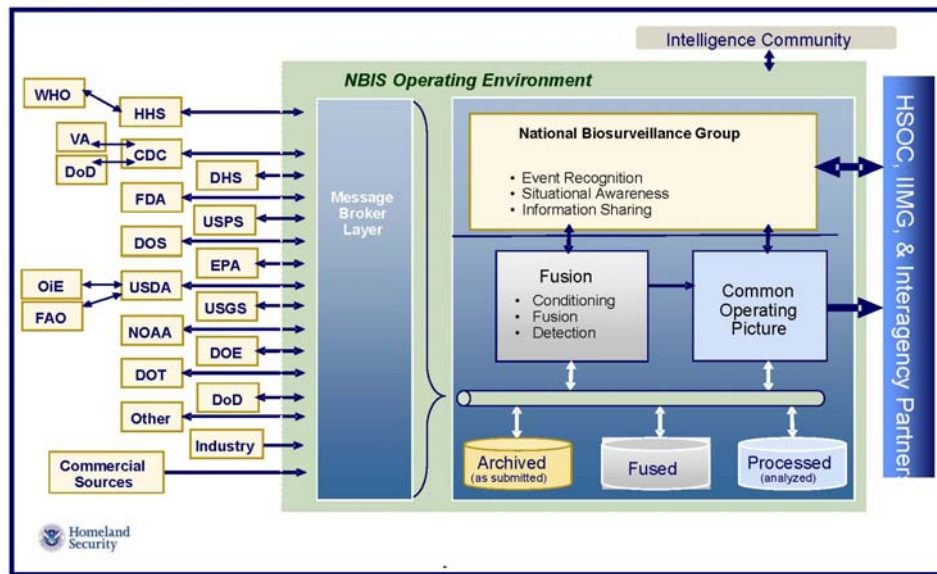 Intelligence Community
NBIS Operating Environment
WHO
HHS
VA
CDC
DoD
DHS
FDA
USPS
DOS
EPA
OiE
USDA
FAO
USGS
NOAA
DOE
DOT
DoD
Other
Industry
Commercial
Sources
Message
Broker
Layer
National Biosurveillance Group
• Event Recognition
• Situational Awareness
• Information Sharing
Fusion
• Conditioning
• Fusion
• Detection
Common
Operating
Picture
Archived
(as submitted)
Fused
Processed
(analyzed)
HSOC, IIMG, & Interagency Partners
Homeland
Security